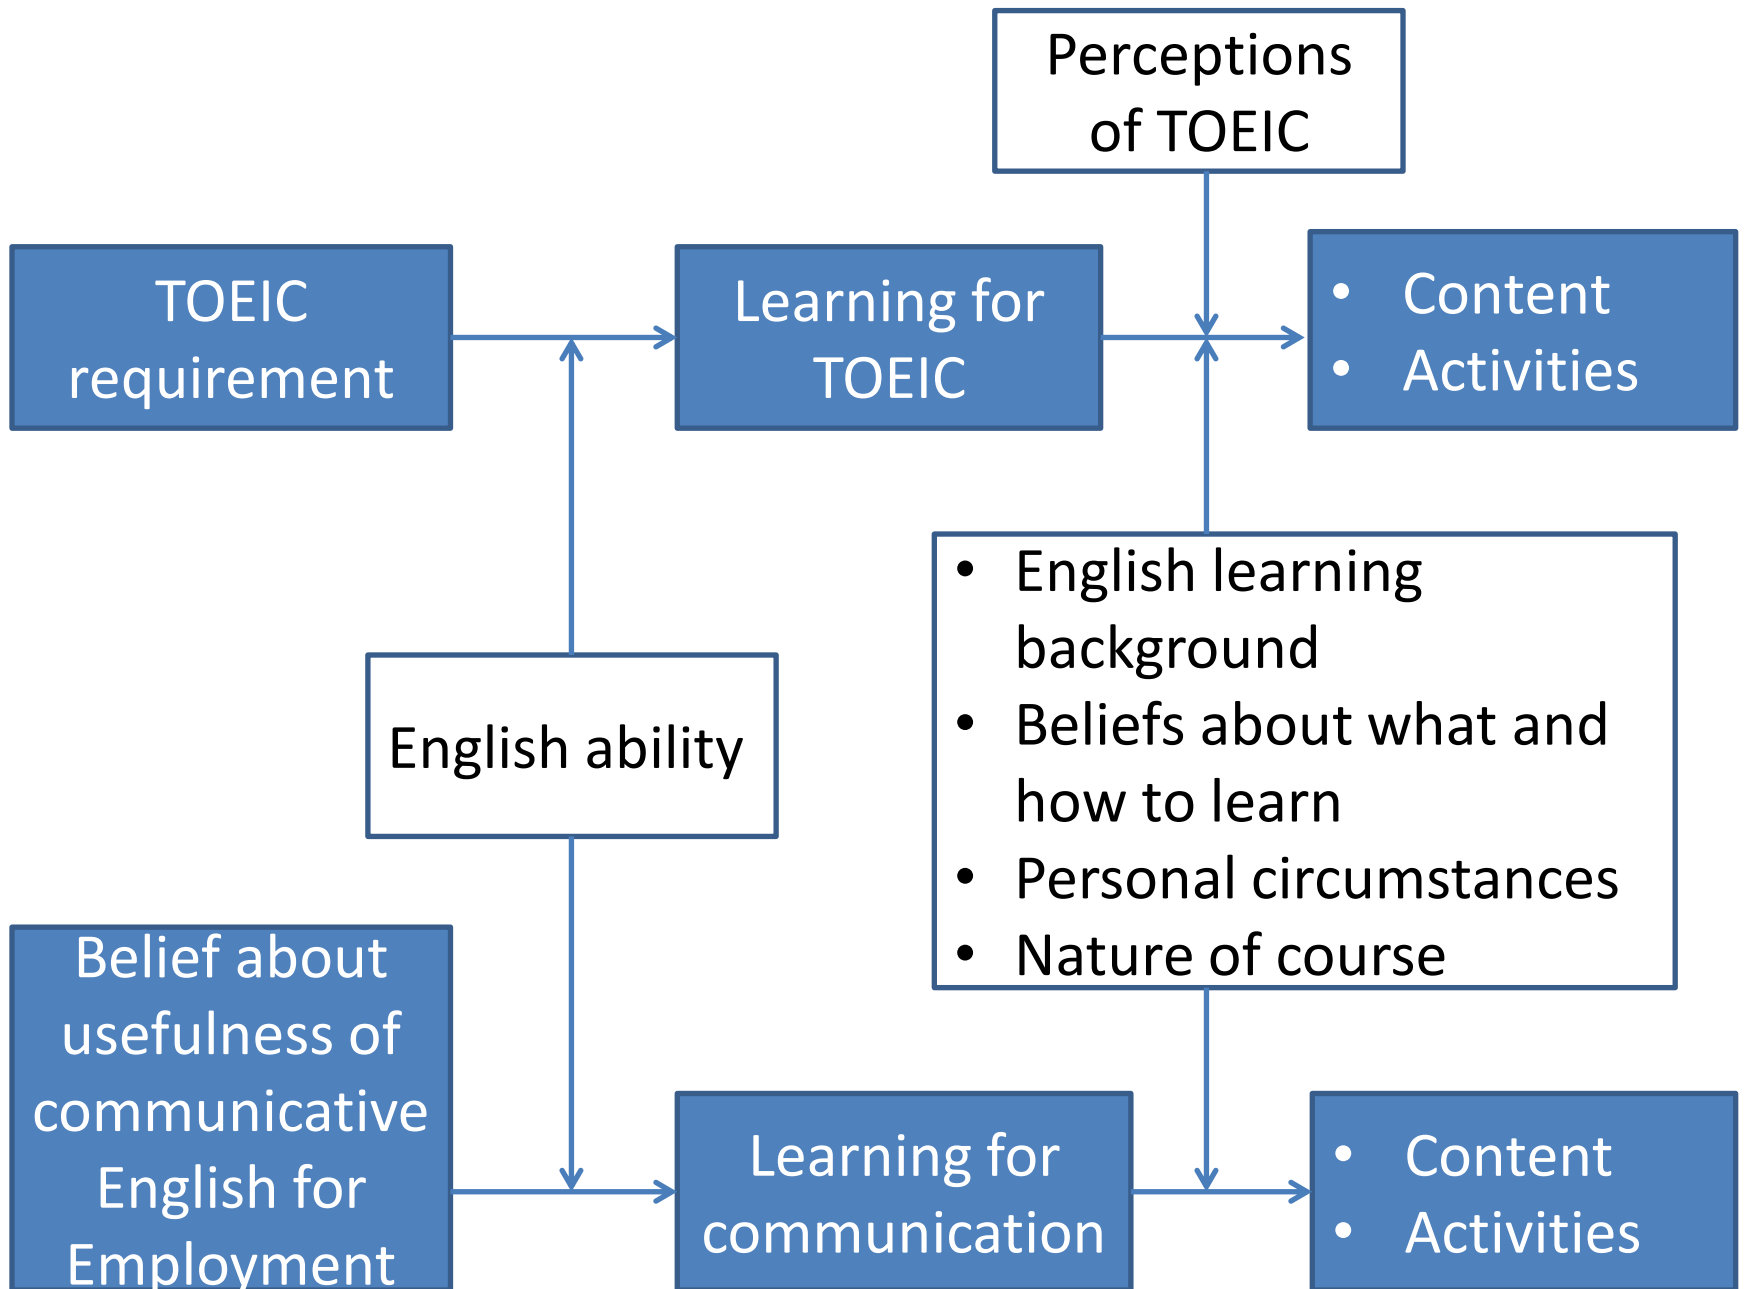 Perceptions
of TOEIC
TOEIC
requirement
Learning for
TOEIC
• Content
• Activities
English ability
• English learning
background
• Beliefs about what and
how to learn
• Personal circumstances
• Nature of course
Belief about
usefulness of
communicative
English for
Employment
Learning for
communication
• Content
• Activities